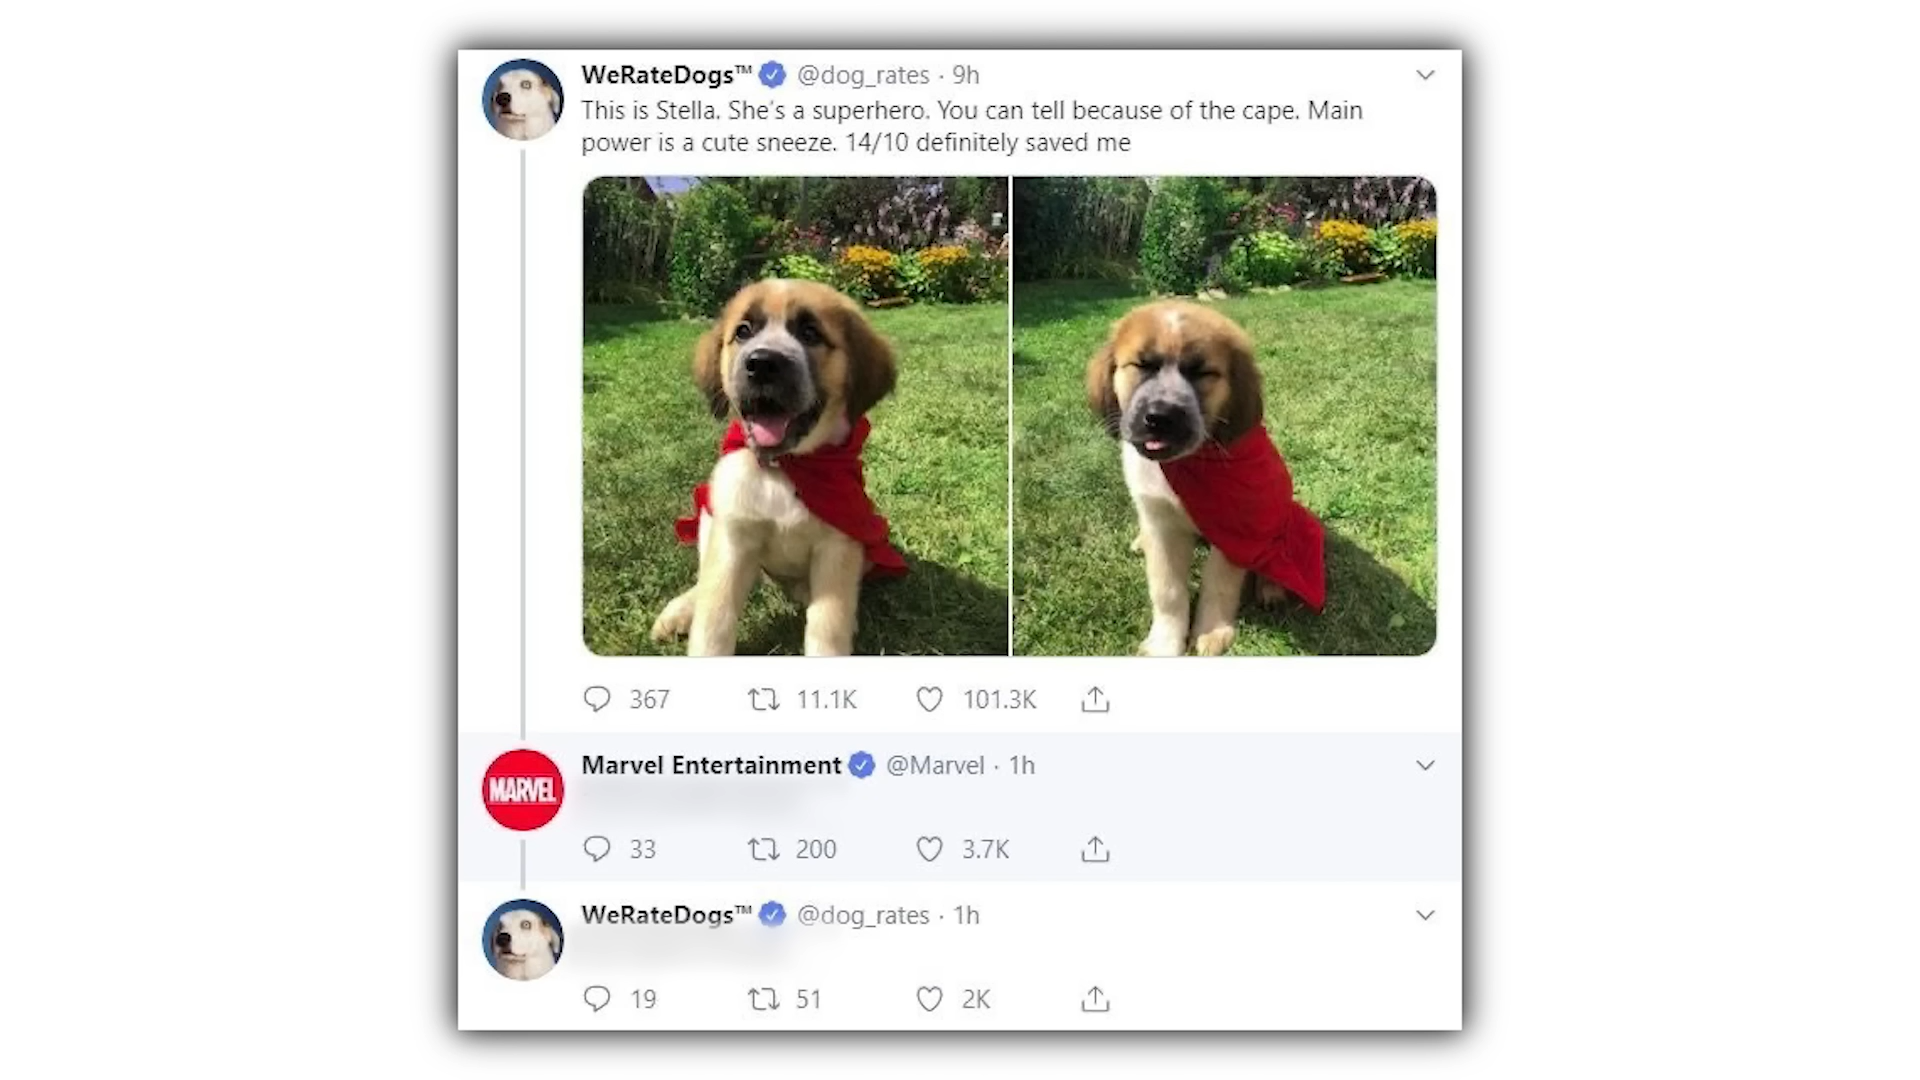 WeRateDogs™ @dog_rates · 9h
This is Stella. She's a superhero. You can tell because of the cape. Main
power is a cute sneeze. 14/10 definitely saved me
367 11.1K 101.3K
Marvel Entertainment @Marvel · 1h
MARVEL
33 200 3.7K
WeRateDogs™ @dog_rates · 1h
19 51 2K